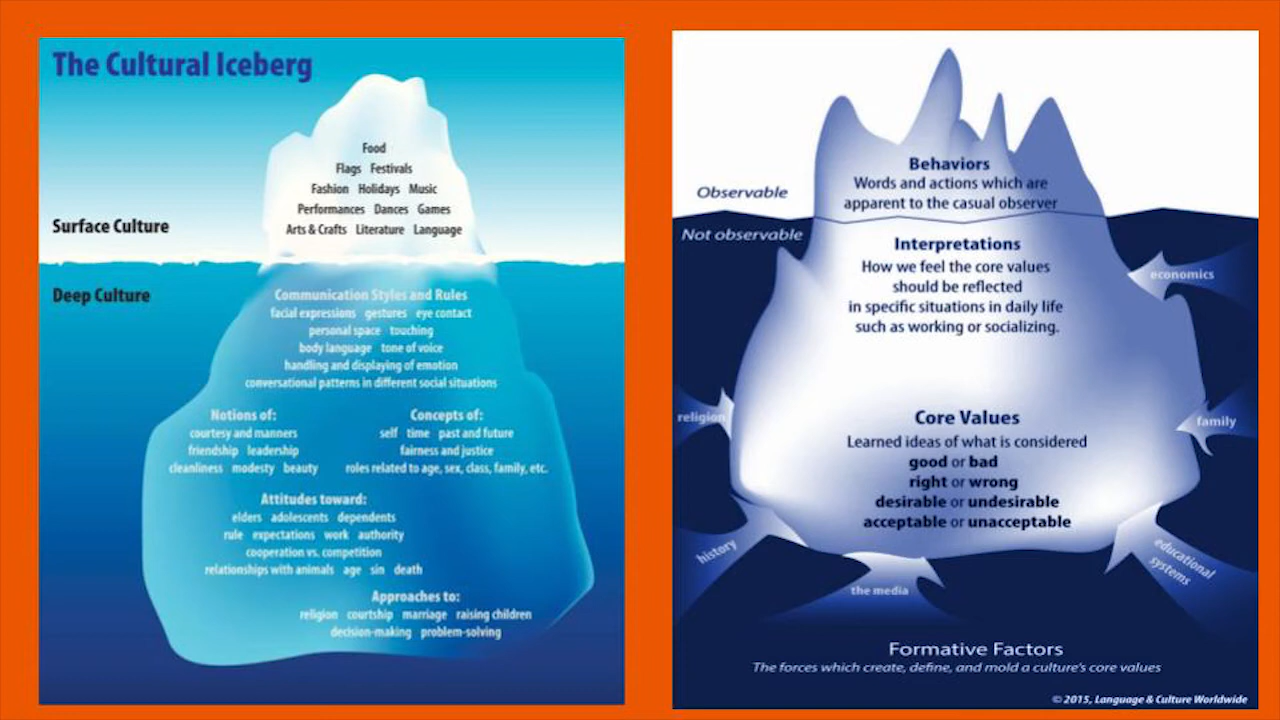 The Cultural Iceberg
Food
Flags Festivals
Fashion Holidays Music
Performances Dances Games
Arts & Crafts Literature Language
Surface Culture
Deep Culture
Communication Styles and Rules
facial expressions gestures eye contact
personal space touching
body language tone of voice
handling and displaying of emotion
conversational patterns in different social situations
Notions of:
courtesy and manners
friendship leadership
cleanliness modesty beauty
Concepts of:
self time past and future
fairness and justice
roles related to age, sex, class, family, etc.
Attitudes toward:
elders adolescents dependents
rule expectations work authority
cooperation vs. competition
relationships with animals age sin death
Approaches to:
religion courtship marriage raising children
decision-making problem-solving
Behaviors
Words and actions which are
apparent to the casual observer
Observable
Not observable
Interpretations
How we feel the core values
should be reflected
in specific situations in daily life
such as working or socializing.
economics
religion
family
Core Values
Learned ideas of what is considered
good or bad
right or wrong
desirable or undesirable
acceptable or unacceptable
history
the media
educational
systems
Formative Factors
The forces which create, define, and mold a culture's core values
© 2015, Language & Culture Worldwide